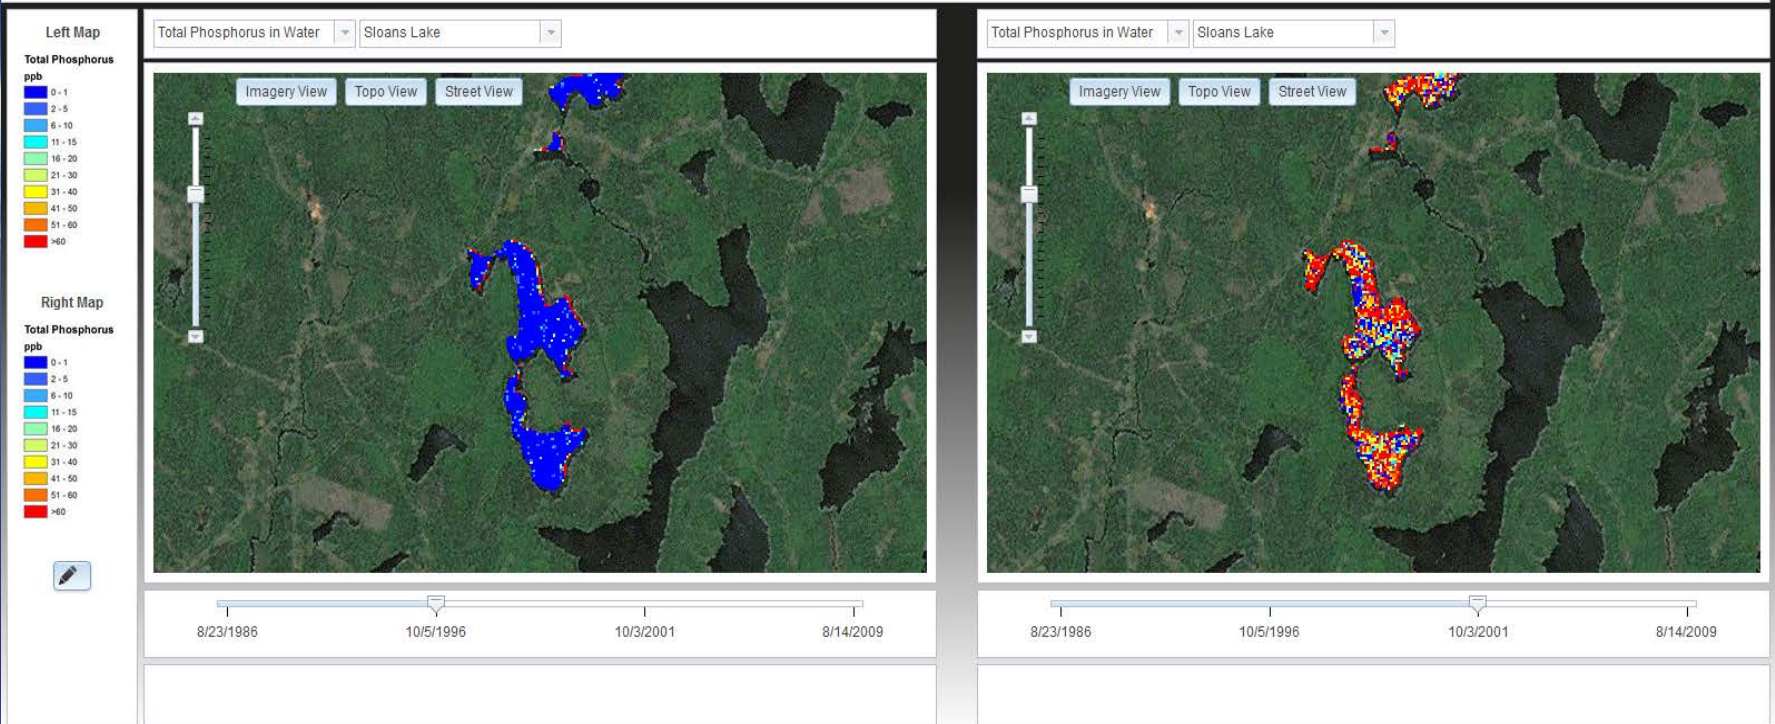 Left Map
Total Phosphorus
ppb
0 - 1
2 - 5
6 - 10
11 - 15
16 - 20
21 - 30
31 - 40
41 - 50
51 - 60
>60
Right Map
Total Phosphorus
ppb
0 - 1
2 - 5
6 - 10
11 - 15
16 - 20
21 - 30
31 - 40
41 - 50
51 - 60
>60
Total Phosphorus in Water Sloans Lake
Imagery View Topo View Street View
8/23/1986 10/5/1996 10/3/2001 8/14/2009
Total Phosphorus in Water Sloans Lake
Imagery View Topo View Street View
8/23/1986 10/5/1996 10/3/2001 8/14/2009